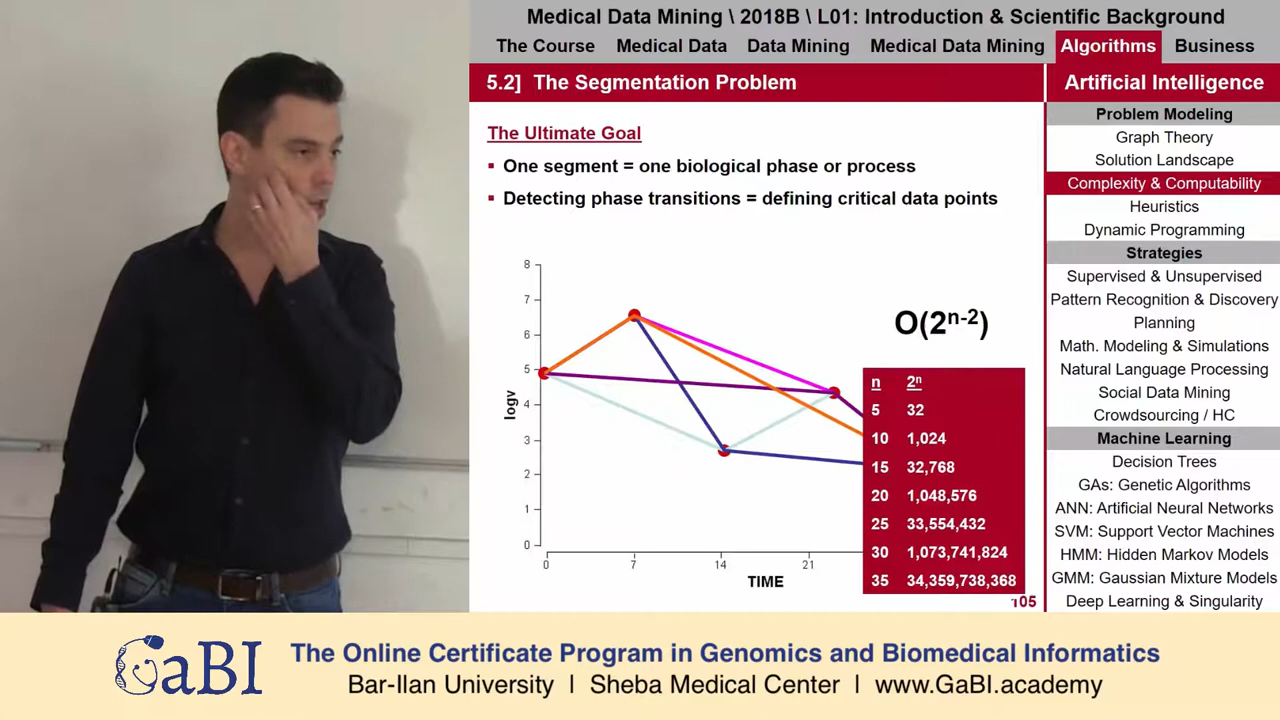 Medical Data Mining \ 2018B \ L01: Introduction & Scientific Background
The Course Medical Data Data Mining Medical Data Mining Algorithms Business
5.2] The Segmentation Problem
Artificial Intelligence
The Ultimate Goal
▪ One segment = one biological phase or process
▪ Detecting phase transitions = defining critical data points
8
7
6
5
4
3
2
1
0
logv
0 7 14 21
TIME
O(2ⁿ⁻²)
n 2ⁿ
5 32
10 1,024
15 32,768
20 1,048,576
25 33,554,432
30 1,073,741,824
35 34,359,738,368
105
Problem Modeling
Graph Theory
Solution Landscape
Complexity & Computability
Heuristics
Dynamic Programming
Strategies
Supervised & Unsupervised
Pattern Recognition & Discovery
Planning
Math. Modeling & Simulations
Natural Language Processing
Social Data Mining
Crowdsourcing / HC
Machine Learning
Decision Trees
GAs: Genetic Algorithms
ANN: Artificial Neural Networks
SVM: Support Vector Machines
HMM: Hidden Markov Models
GMM: Gaussian Mixture Models
Deep Learning & Singularity
GaBI
The Online Certificate Program in Genomics and Biomedical Informatics
Bar-Ilan University | Sheba Medical Center | www.GaBI.academy